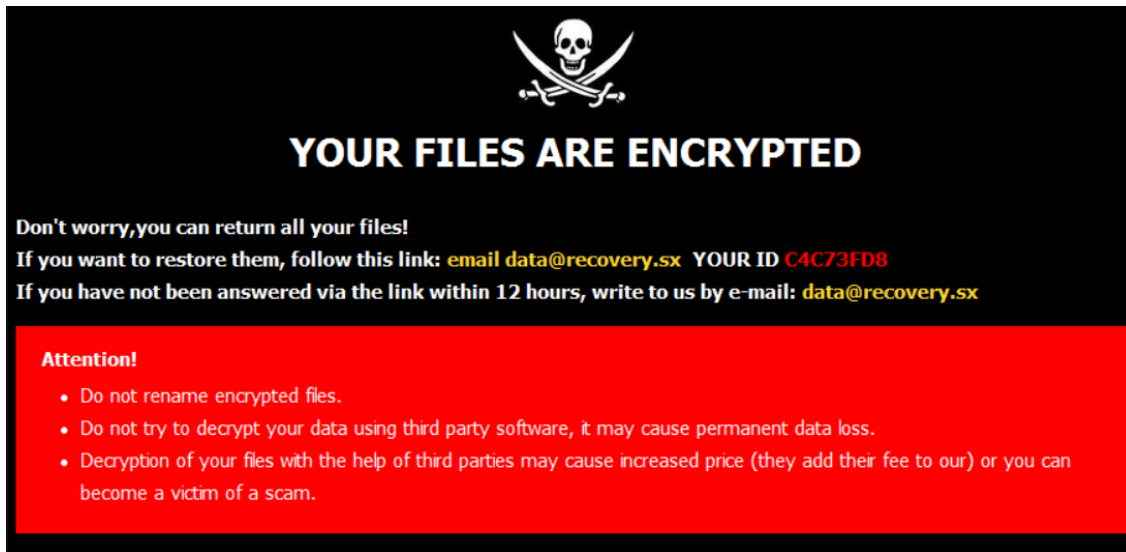 YOUR FILES ARE ENCRYPTED
Don't worry,you can return all your files!
If you want to restore them, follow this link: email data@recovery.sx YOUR ID C4C73FD8
If you have not been answered via the link within 12 hours, write to us by e-mail: data@recovery.sx
Attention!
• Do not rename encrypted files.
• Do not try to decrypt your data using third party software, it may cause permanent data loss.
• Decryption of your files with the help of third parties may cause increased price (they add their fee to our) or you can
become a victim of a scam.